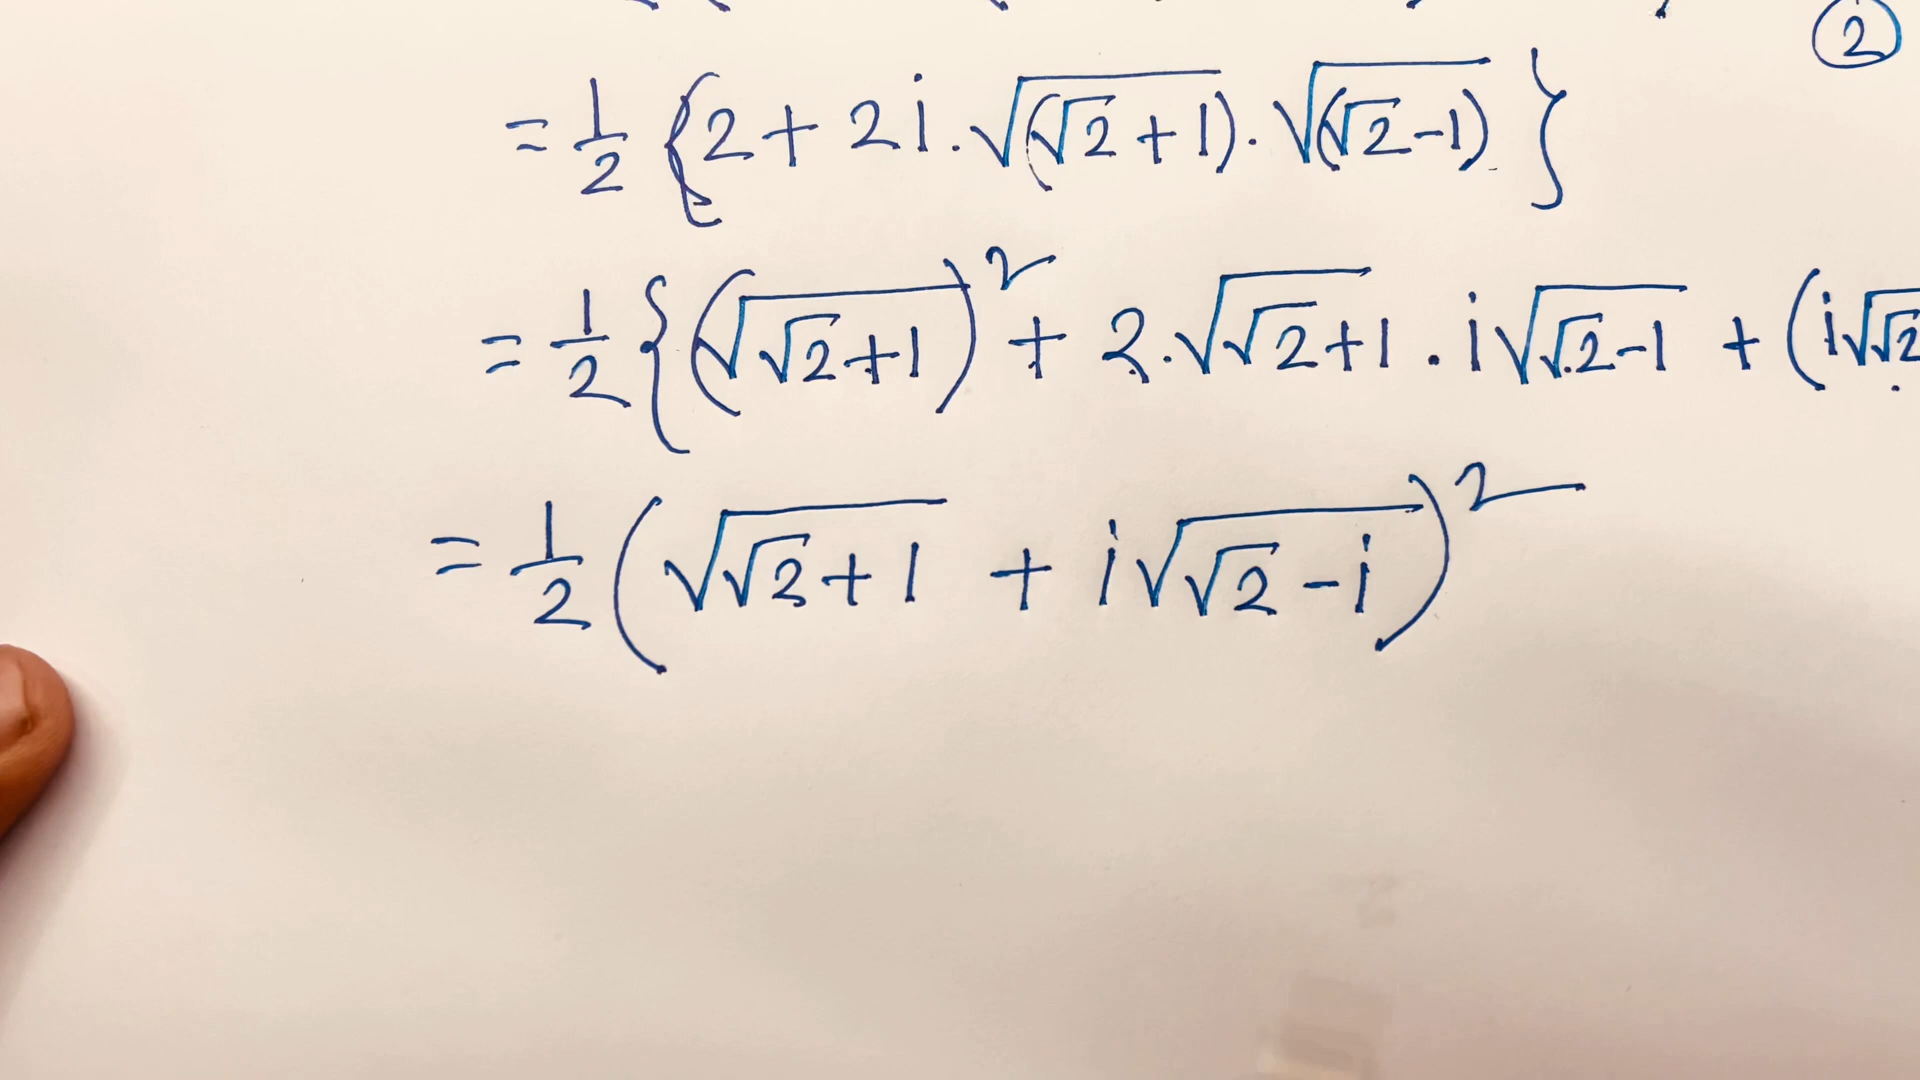 ②
= 1/2 {2 + 2i . √(√2 + 1) . √(√2 - 1)}
= 1/2 {(√(√2 + 1))² + 2 . √(√2 + 1) . i√(√2 - 1) + (i√√2
= 1/2 (√(√2 + 1) + i√(√2 - i))²